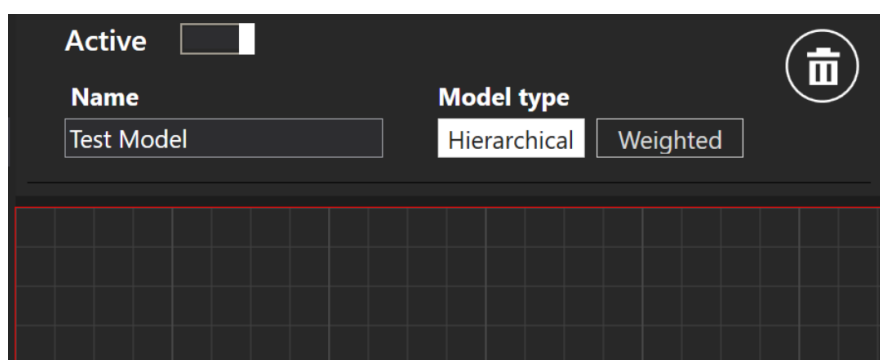 Active
Name
Model type
Test Model
Hierarchical
Weighted